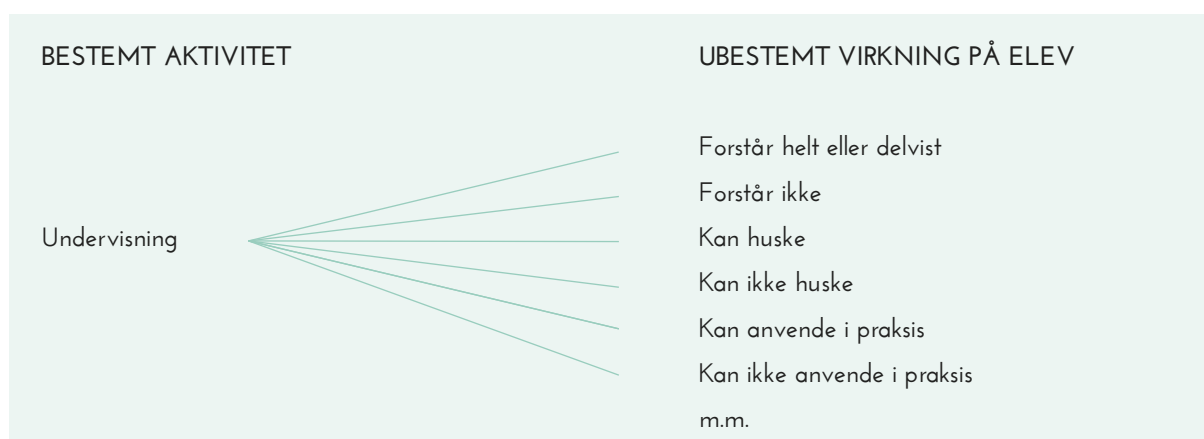 BESTEMT AKTIVITET
UBESTEMT VIRKNING PÅ ELEV
Undervisning
Forstår helt eller delvist
Forstår ikke
Kan huske
Kan ikke huske
Kan anvende i praksis
Kan ikke anvende i praksis
m.m.